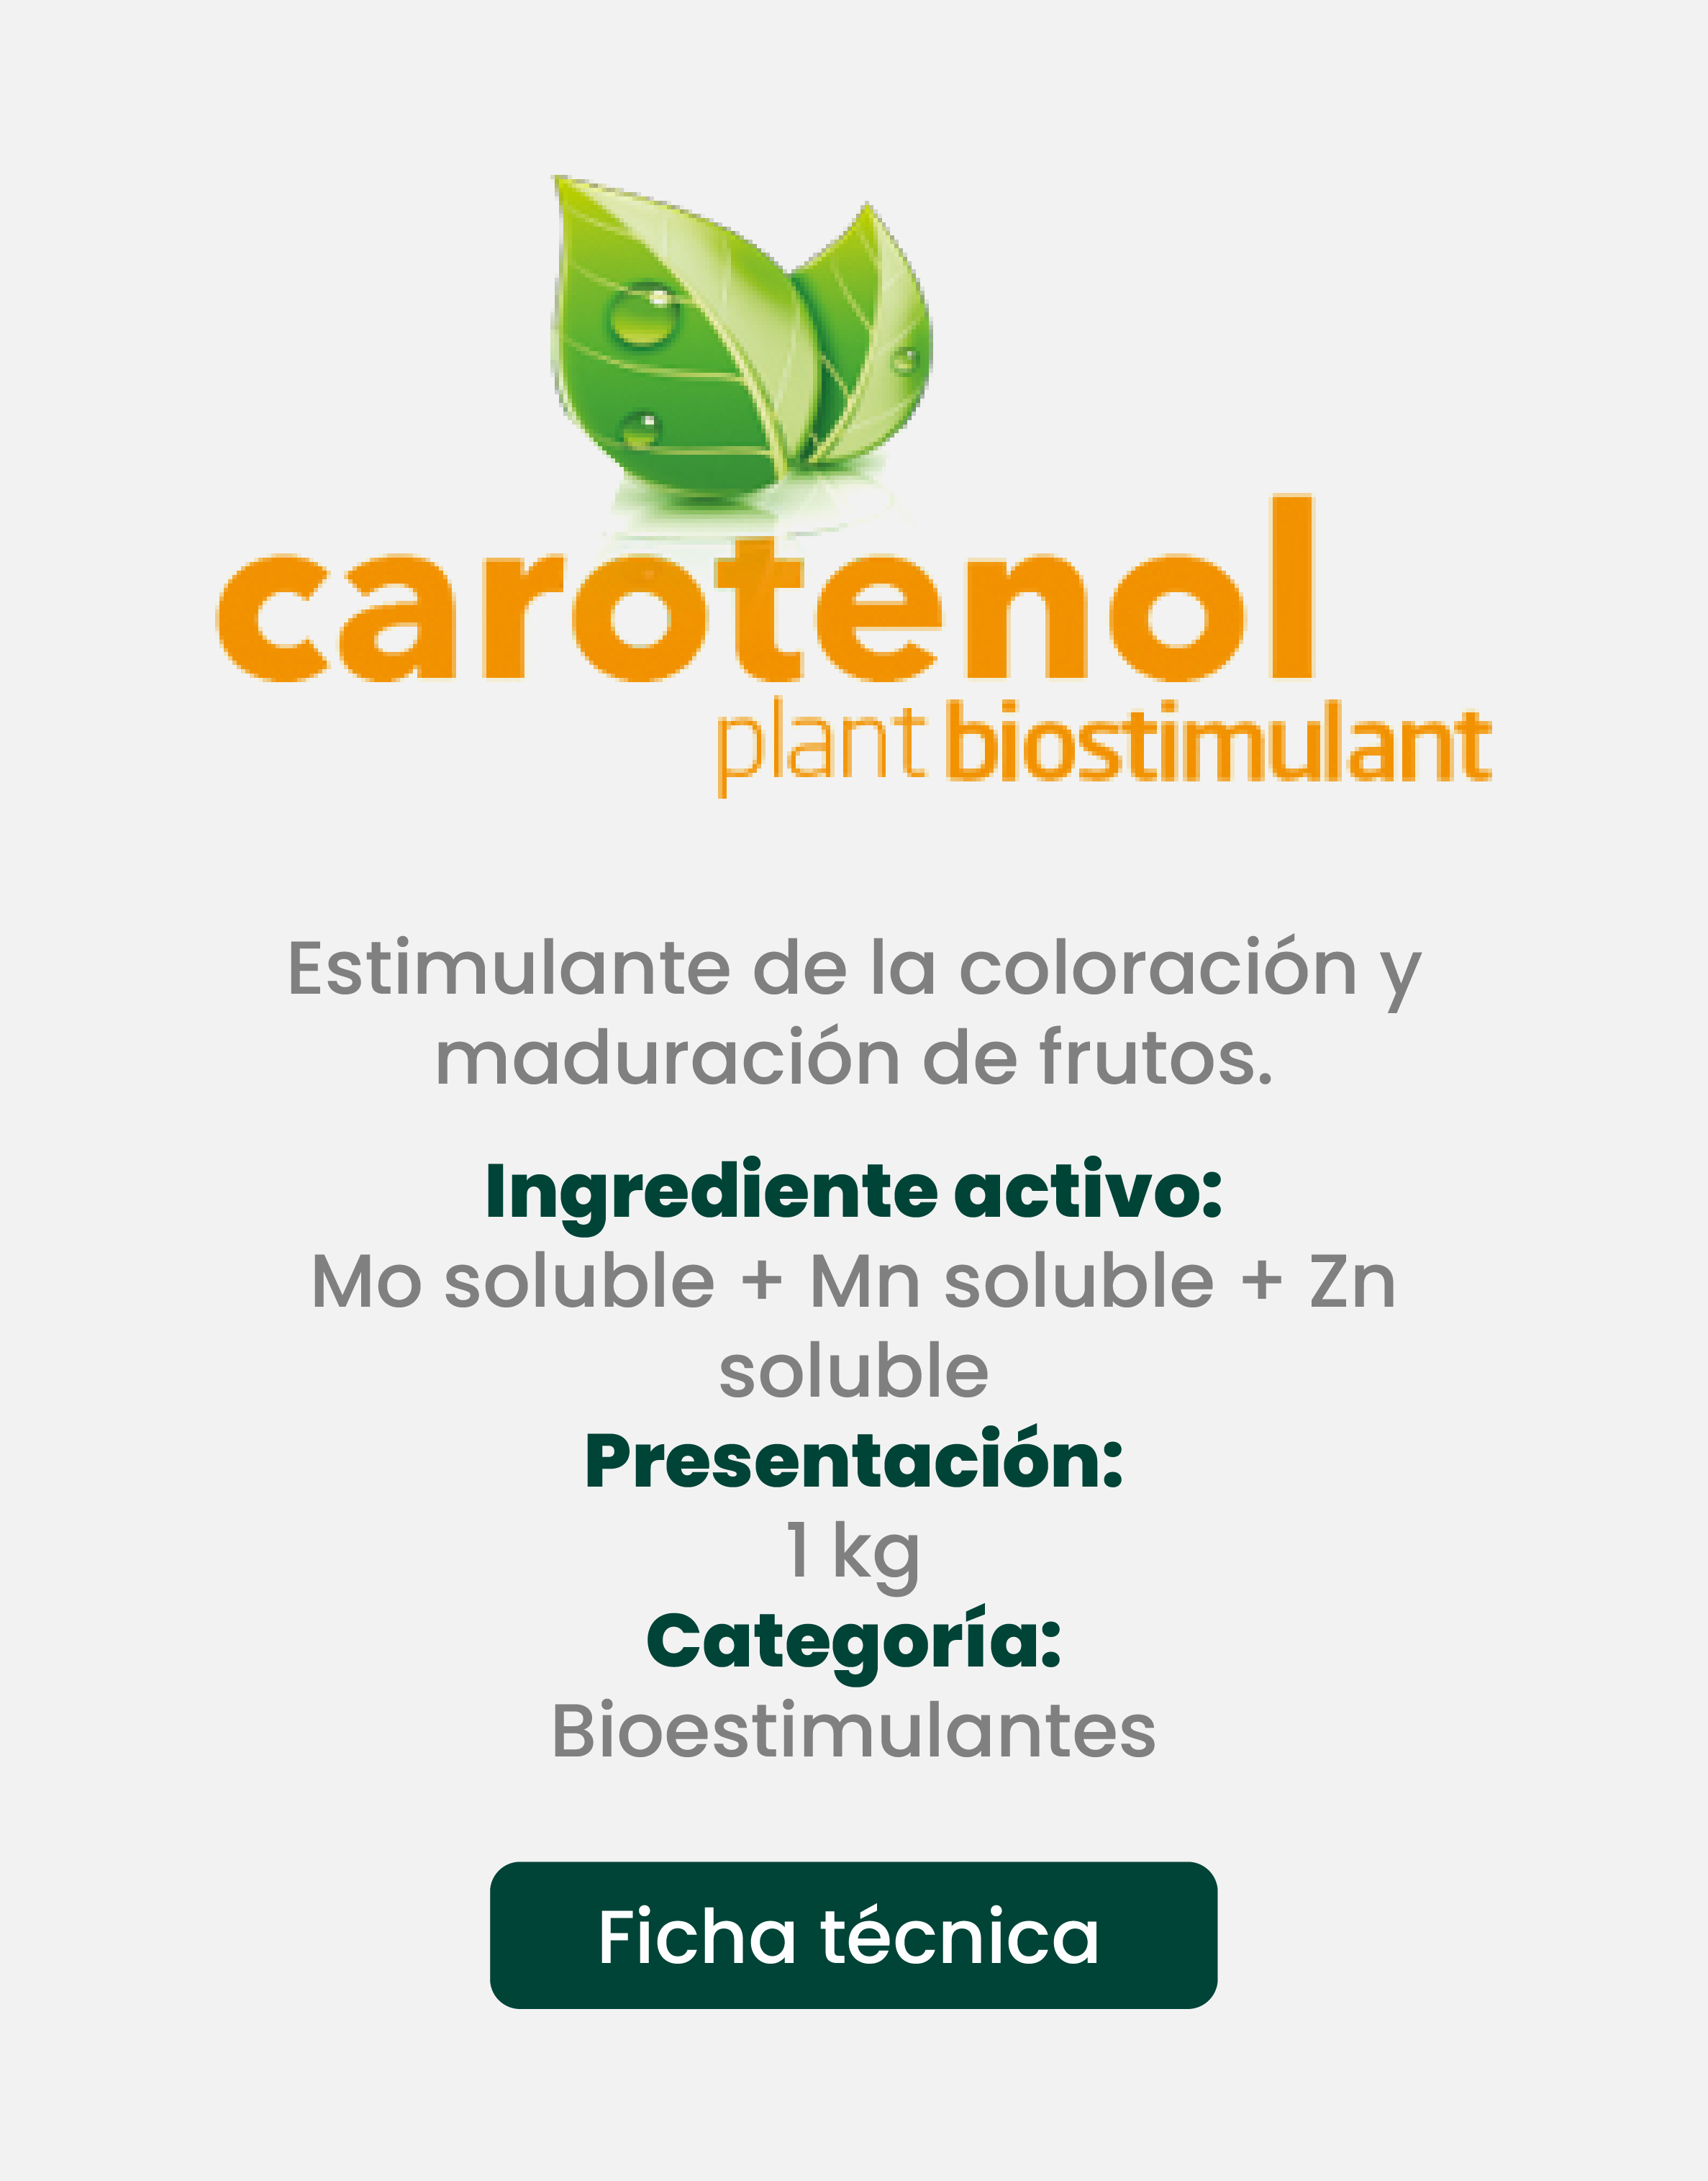 carotenol
plant biostimulant
Estimulante de la coloración y
maduración de frutos.
Ingrediente activo:
Mo soluble + Mn soluble + Zn
soluble
Presentación:
1 kg
Categoría:
Bioestimulantes
Ficha técnica